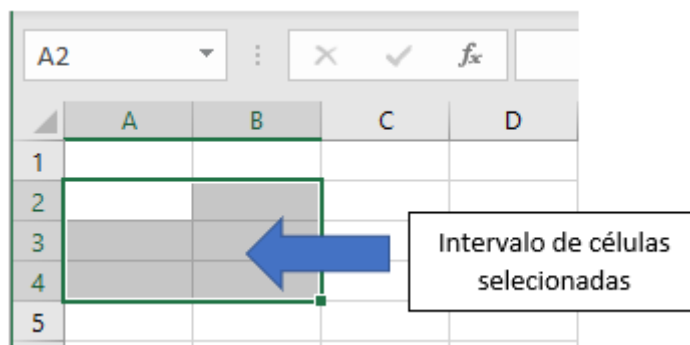 A2 fx
A B C D
1
2
3
4
5
Intervalo de células
selecionadas